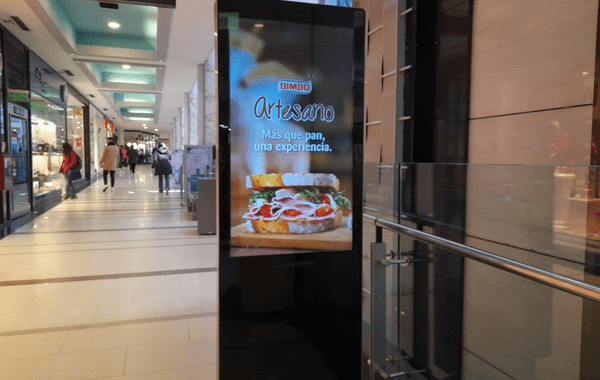 BIMBO
Artesano
Más que pan,
una experiencia.